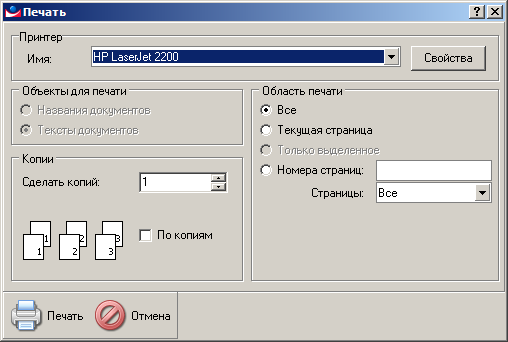 Печать
Принтер
Имя: HP LaserJet 2200 Свойства
Объекты для печати
Названия документов
Тексты документов
Область печати
Все
Текущая страница
Только выделенное
Номера страниц:
Страницы: Все
Копии
Сделать копий: 1
1 1 2 2 3 3
По копиям
Печать Отмена